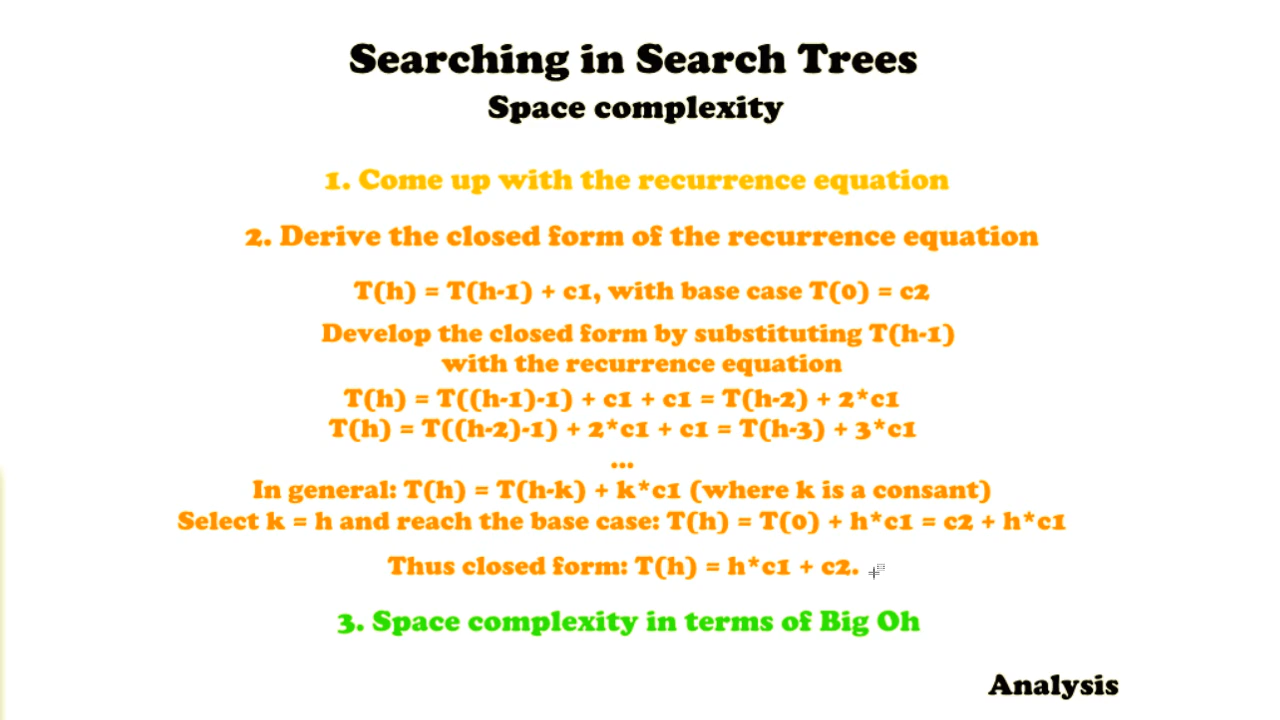 Searching in Search Trees
Space complexity
1. Come up with the recurrence equation
2. Derive the closed form of the recurrence equation
T(h) = T(h-1) + c1, with base case T(0) = c2
Develop the closed form by substituting T(h-1)
with the recurrence equation
T(h) = T((h-1)-1) + c1 + c1 = T(h-2) + 2*c1
T(h) = T((h-2)-1) + 2*c1 + c1 = T(h-3) + 3*c1
...
In general: T(h) = T(h-k) + k*c1 (where k is a consant)
Select k = h and reach the base case: T(h) = T(0) + h*c1 = c2 + h*c1
Thus closed form: T(h) = h*c1 + c2.
3. Space complexity in terms of Big Oh
Analysis